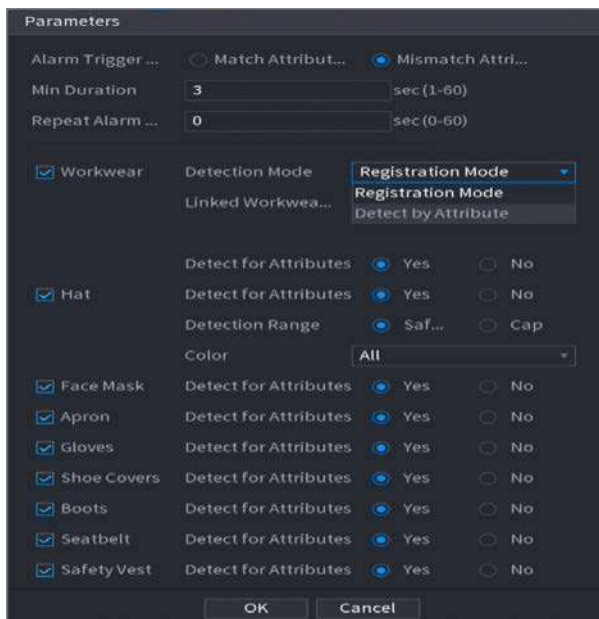 Parameters
Alarm Trigger ... Match Attribut... Mismatch Attri...
Min Duration 3 sec (1-60)
Repeat Alarm ... 0 sec (0-60)
Workwear Detection Mode Registration Mode
Registration Mode
Linked Workwea...
Detect by Attribute
Detect for Attributes Yes No
Hat Detect for Attributes Yes No
Detection Range Saf... Cap
Color All
Face Mask Detect for Attributes Yes No
Apron Detect for Attributes Yes No
Gloves Detect for Attributes Yes No
Shoe Covers Detect for Attributes Yes No
Boots Detect for Attributes Yes No
Seatbelt Detect for Attributes Yes No
Safety Vest Detect for Attributes Yes No
OK Cancel